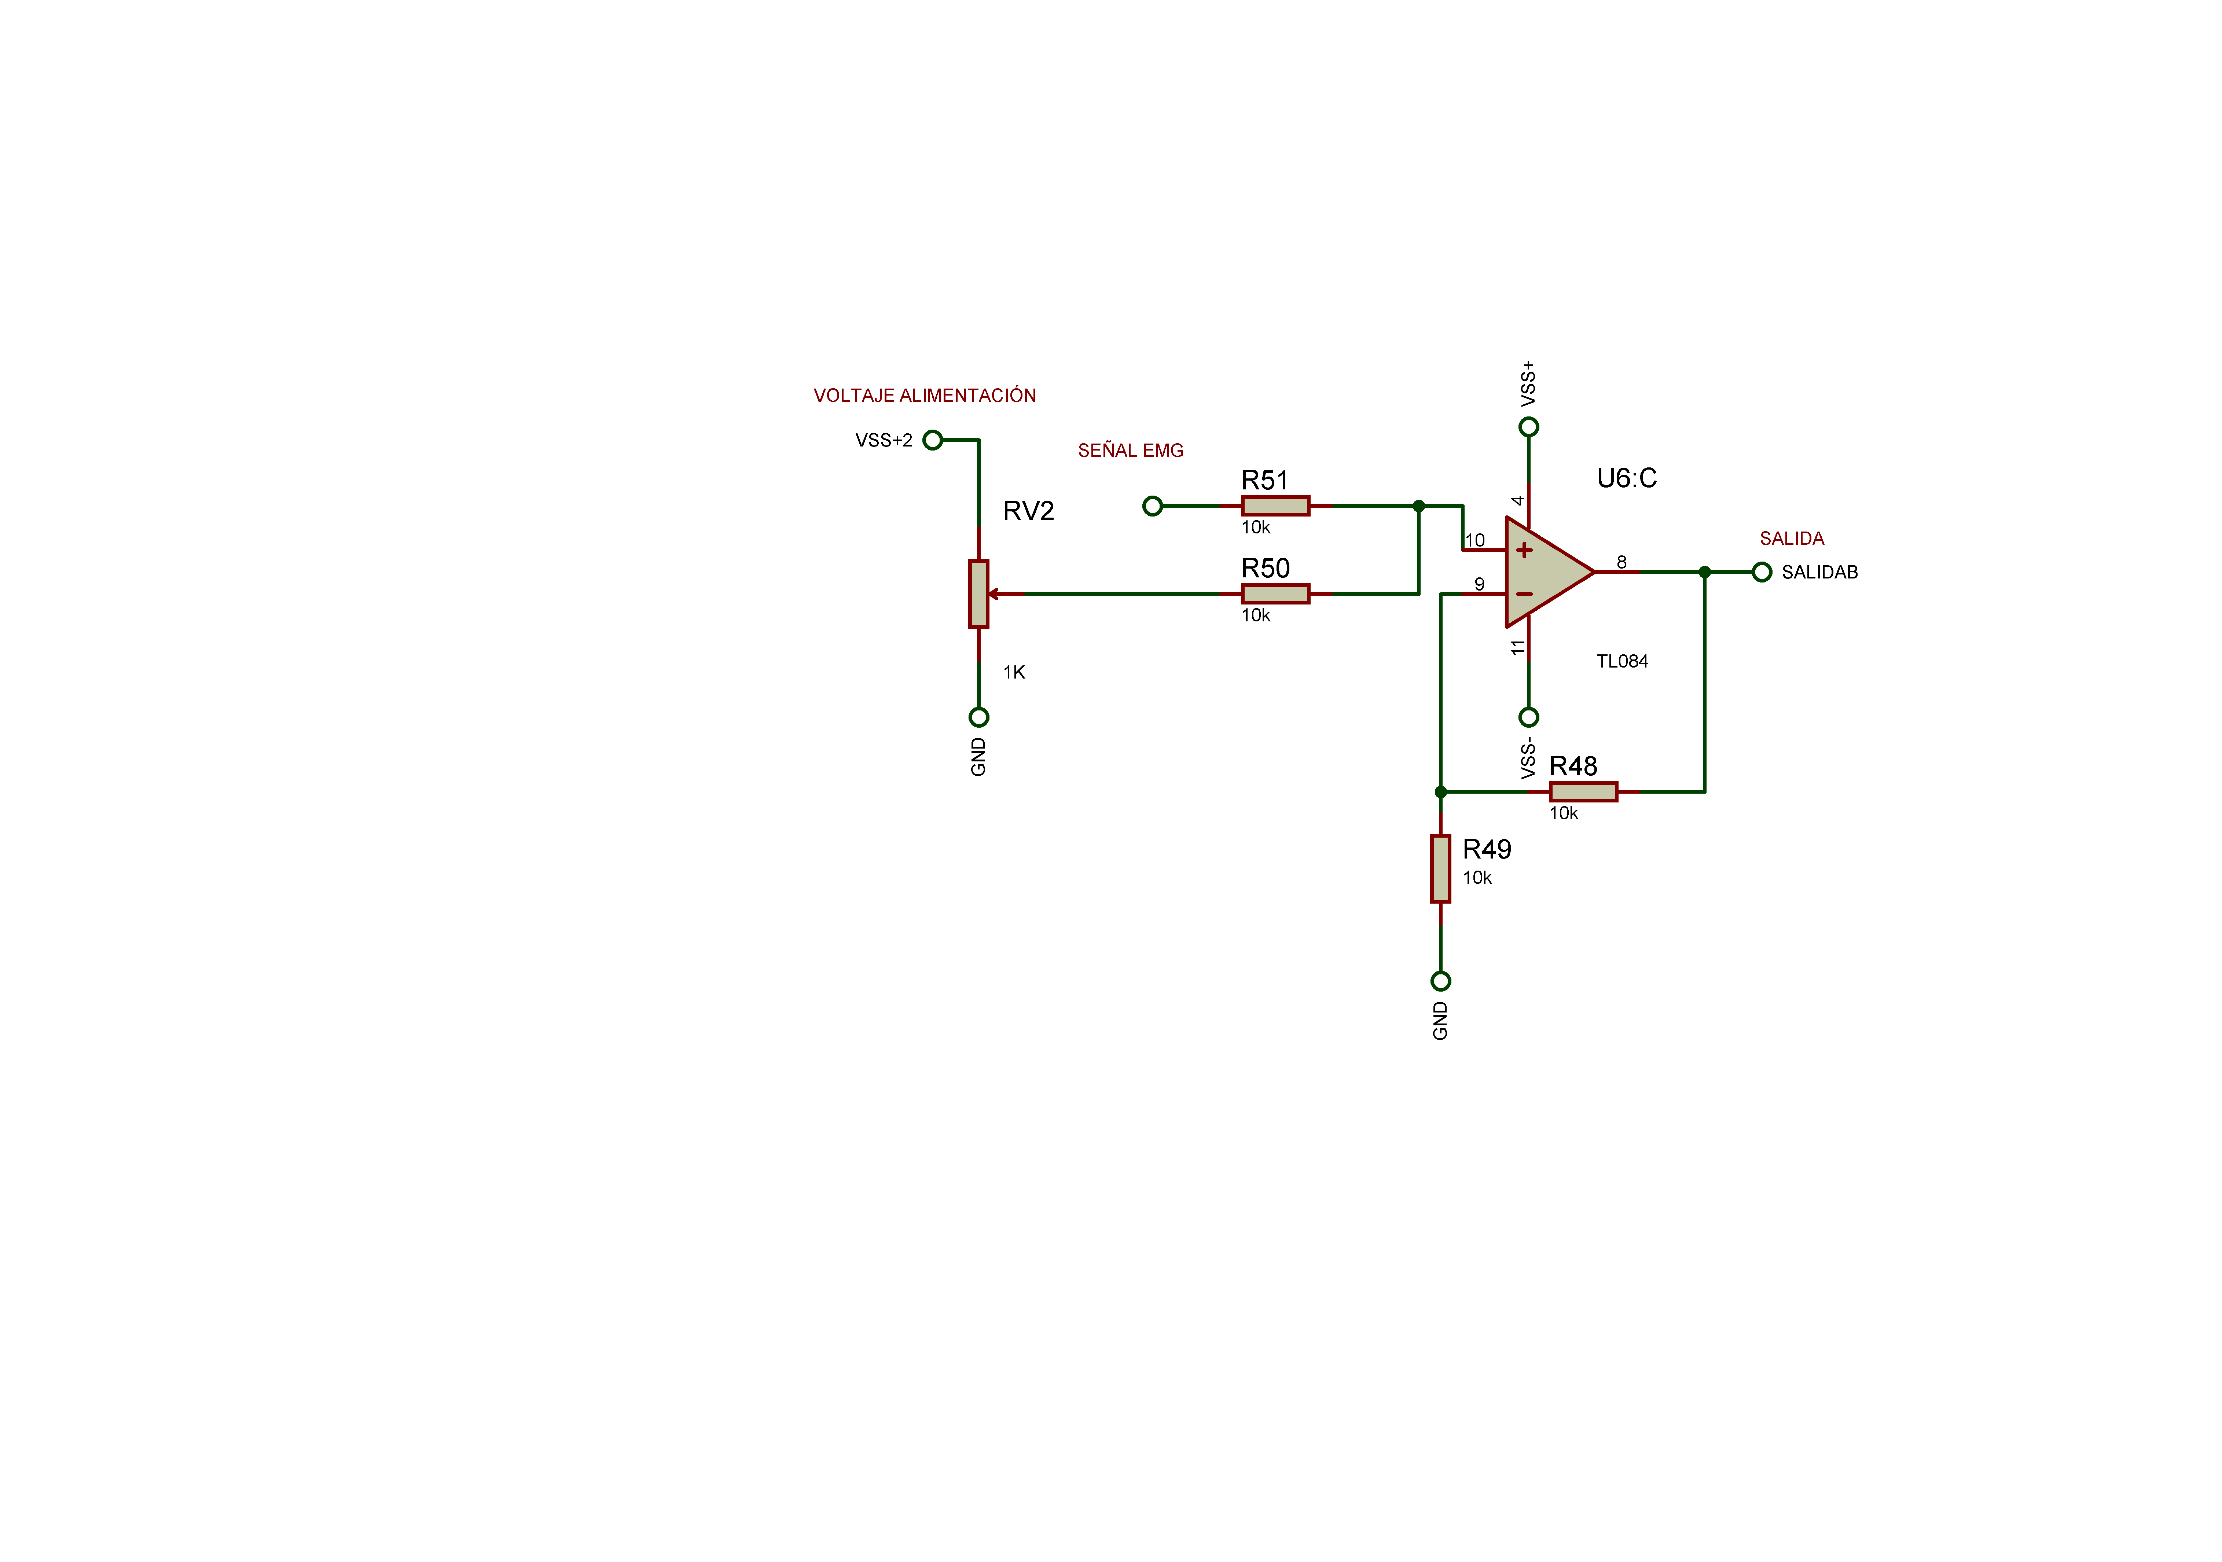 VOLTAJE ALIMENTACIÓN
VSS+2
RV2
1K
GND
SEÑAL EMG
R51
10k
R50
10k
VSS+
4
U6:C
10
9
8
11
TL084
VSS-
SALIDA
SALIDAB
R48
10k
R49
10k
GND